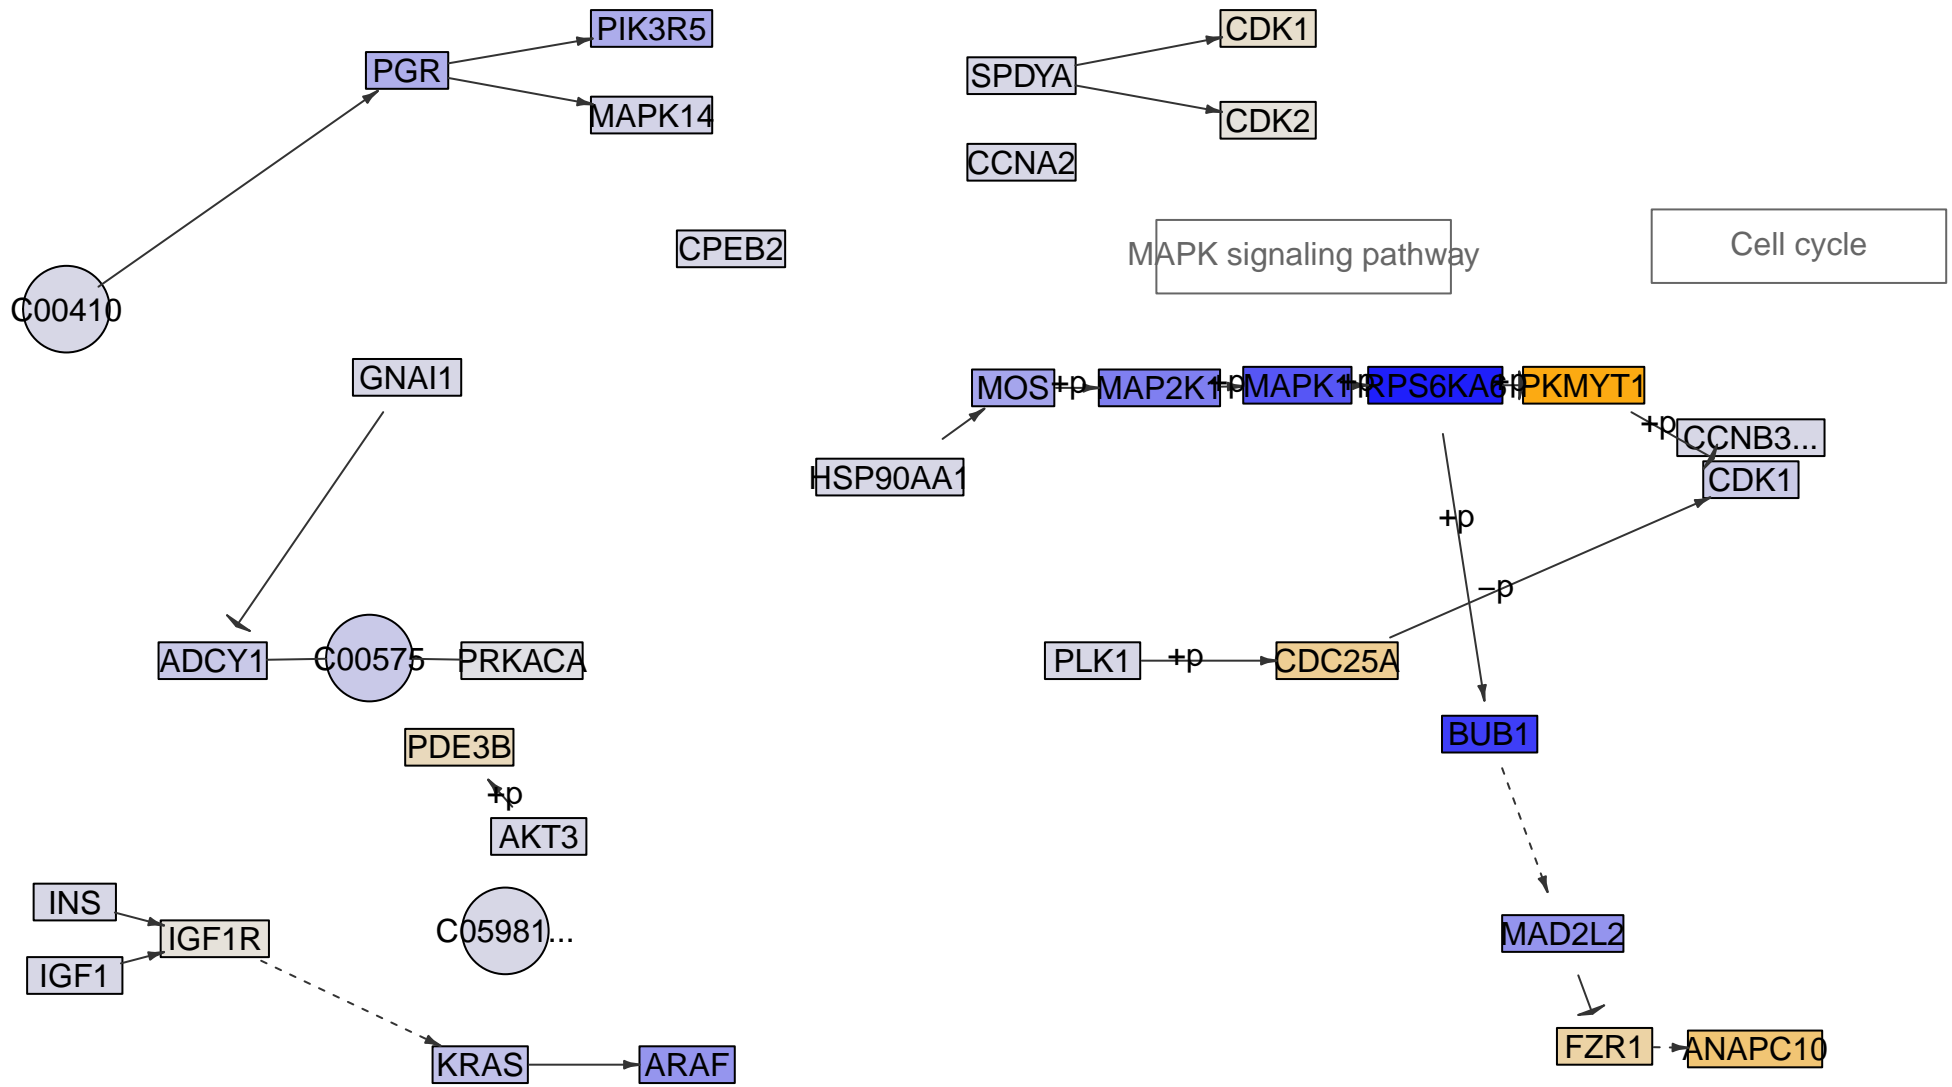 PIK3R5
CDK1
PGR
SPDYA
MAPK14
CDK2
CCNA2
CPEB2
MAPK signaling pathway
Cell cycle
C00410
GNAI1
MOS
+p
MAP2K1
+p
MAPK1
+p
RPS6KA6
+p
PKMYT1
+p
CCNB3...
HSP90AA1
CDK1
+p
−p
ADCY1
C00575
PRKACA
PLK1
+p
CDC25A
BUB1
PDE3B
+p
AKT3
INS
IGF1R
C05981...
MAD2L2
IGF1
KRAS
ARAF
FZR1
ANAPC10